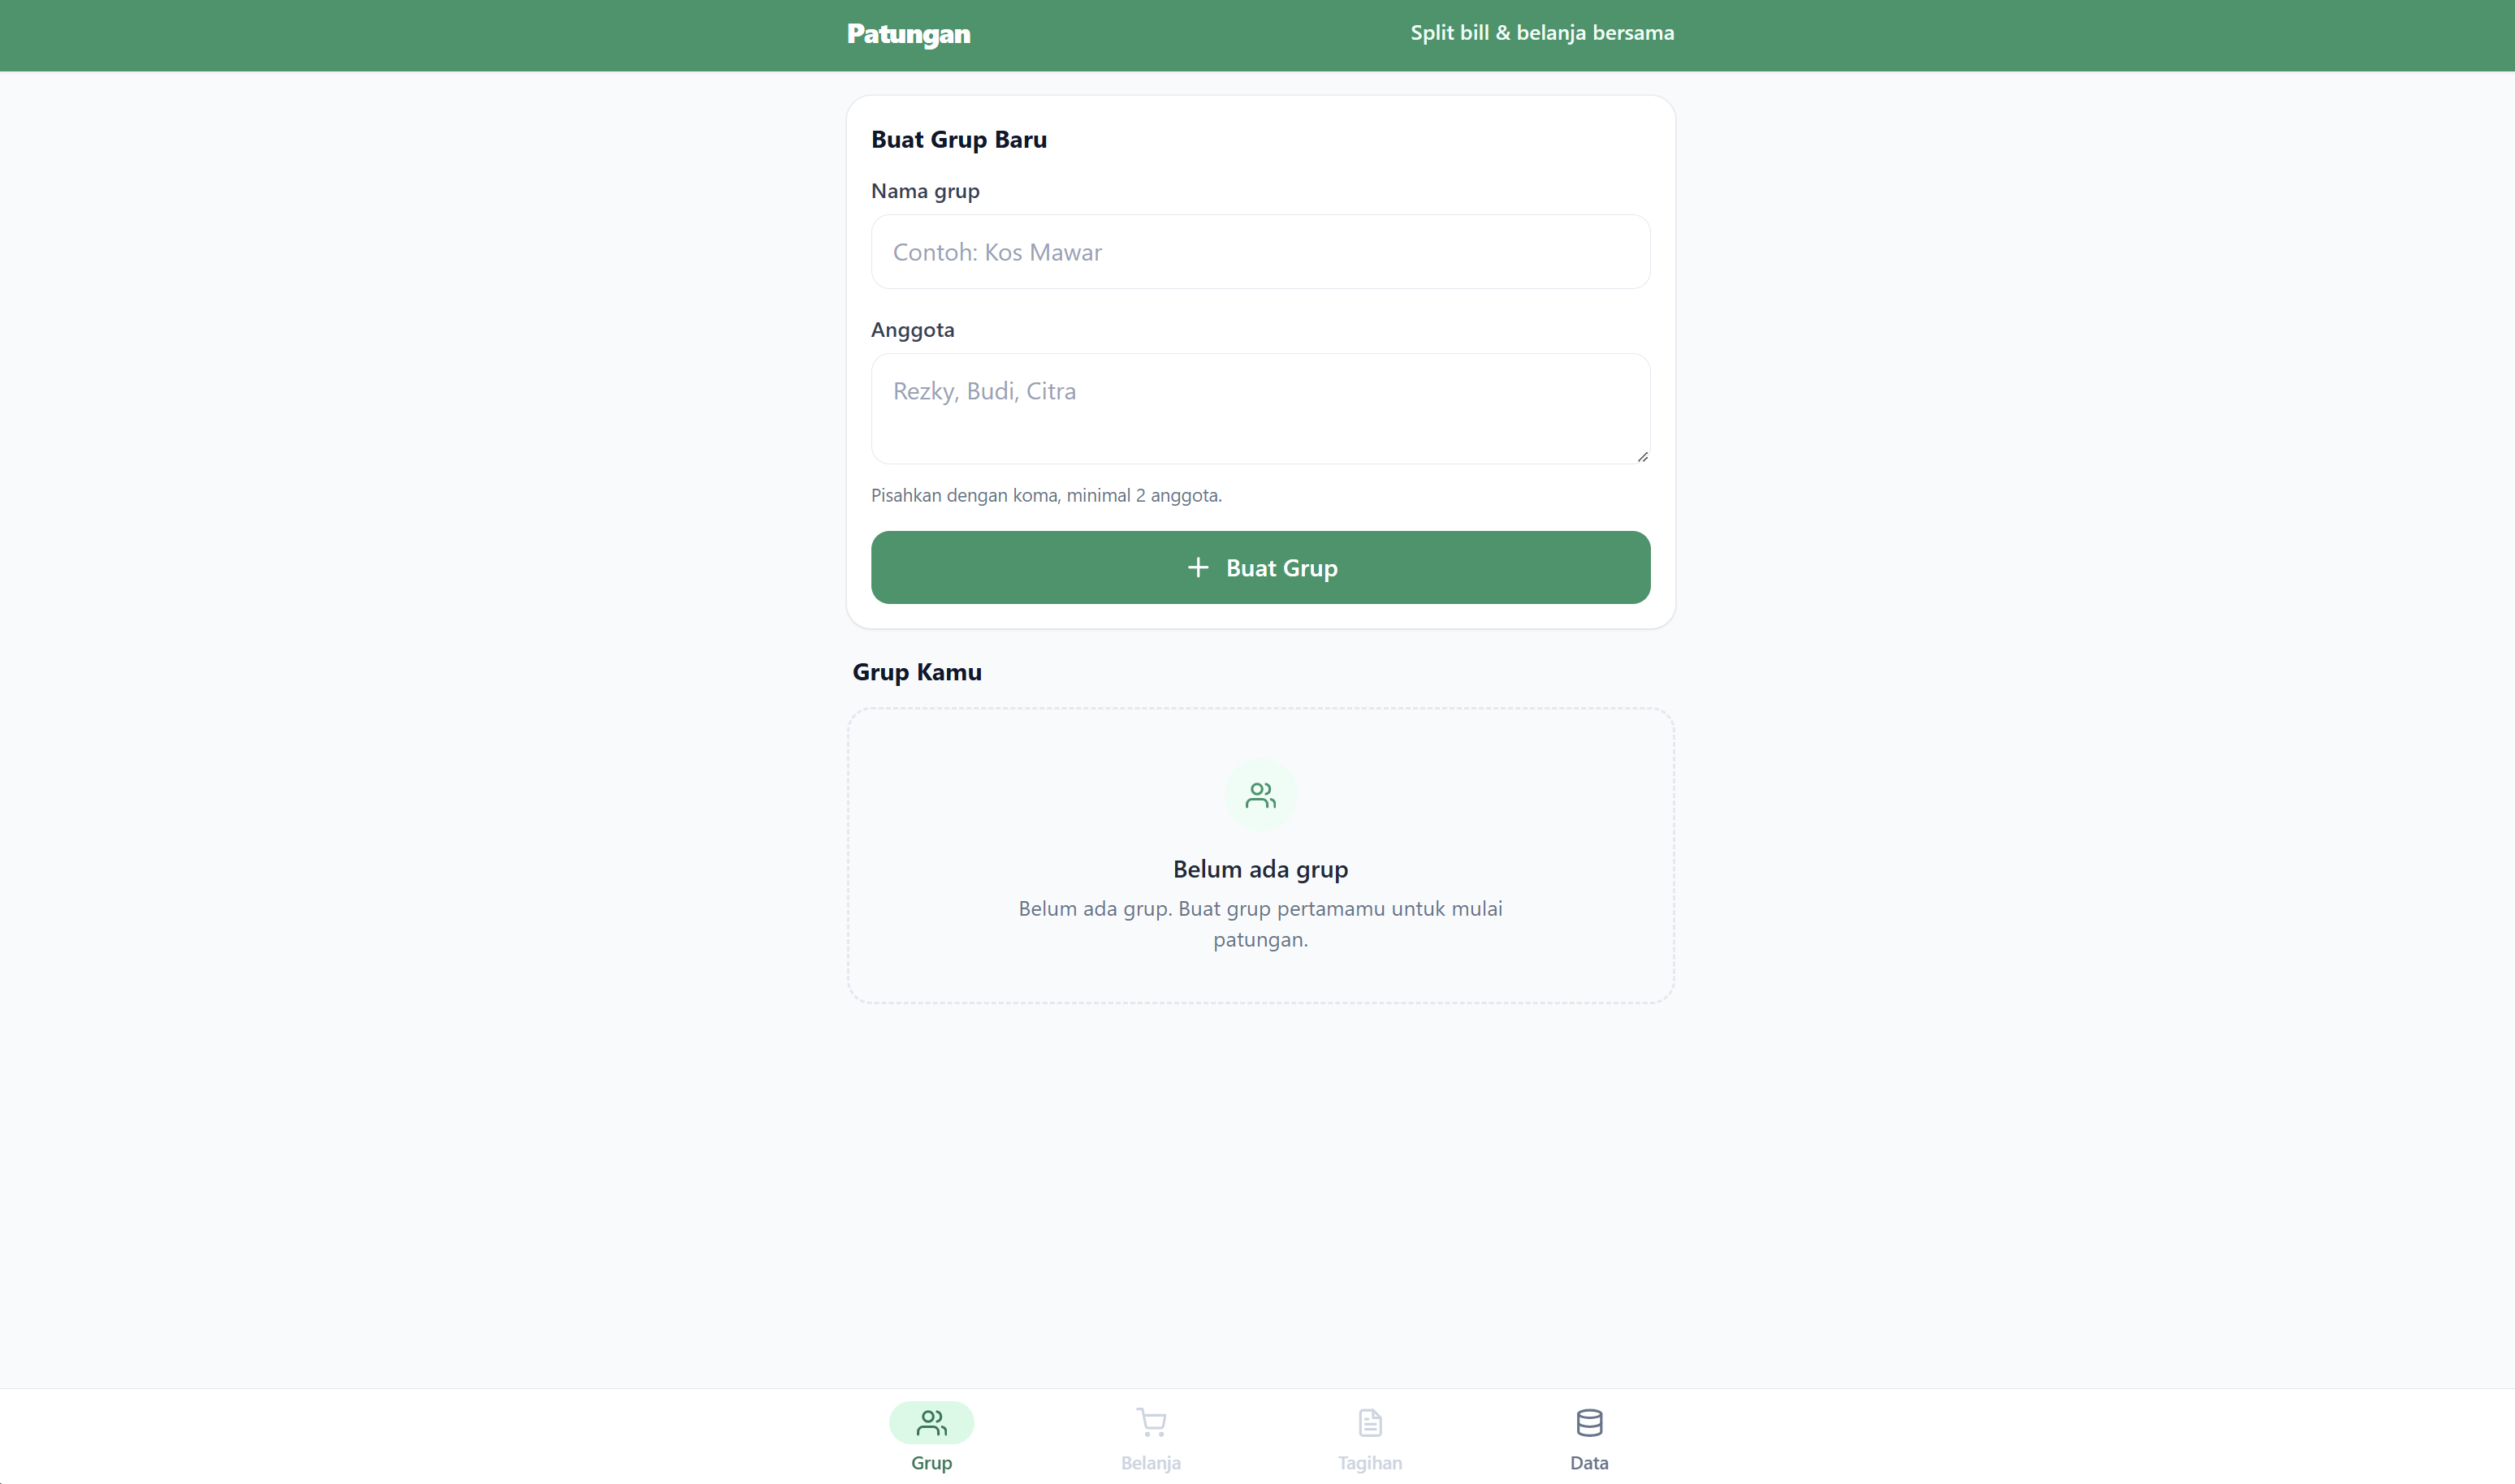 Patungan
Split bill & belanja bersama
Buat Grup Baru
Nama grup
Contoh: Kos Mawar
Anggota
Rezky, Budi, Citra
Pisahkan dengan koma, minimal 2 anggota.
Buat Grup
Grup Kamu
Belum ada grup
Belum ada grup. Buat grup pertamamu untuk mulai
patungan.
Grup
Belanja
Tagihan
Data